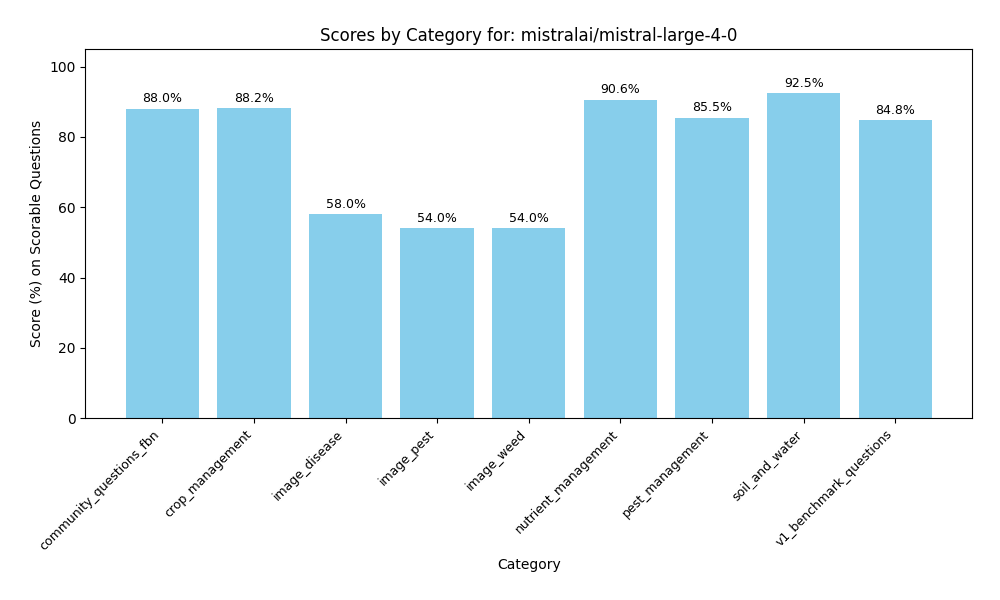 Scores by Category for: mistralai/mistral-large-4-0
Score (%) on Scorable Questions
100
80
60
40
20
0
88.0%
88.2%
58.0%
54.0%
54.0%
90.6%
85.5%
92.5%
84.8%
community_questions_fbn
crop_management
image_disease
image_pest
image_weed
nutrient_management
pest_management
soil_and_water
v1_benchmark_questions
Category